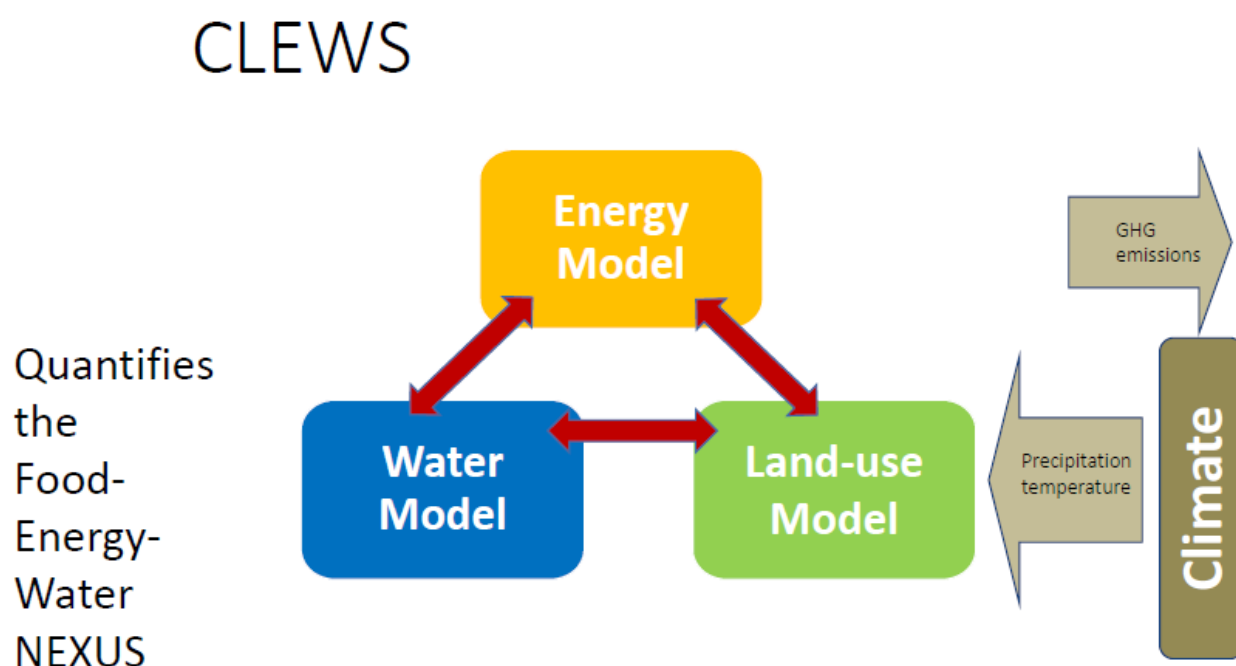 CLEWS
Energy
Model
GHG
emissions
Quantifies
the
Food-
Energy-
Water
NEXUS
Water
Model
Land-use
Model
Precipitation
temperature
Climate